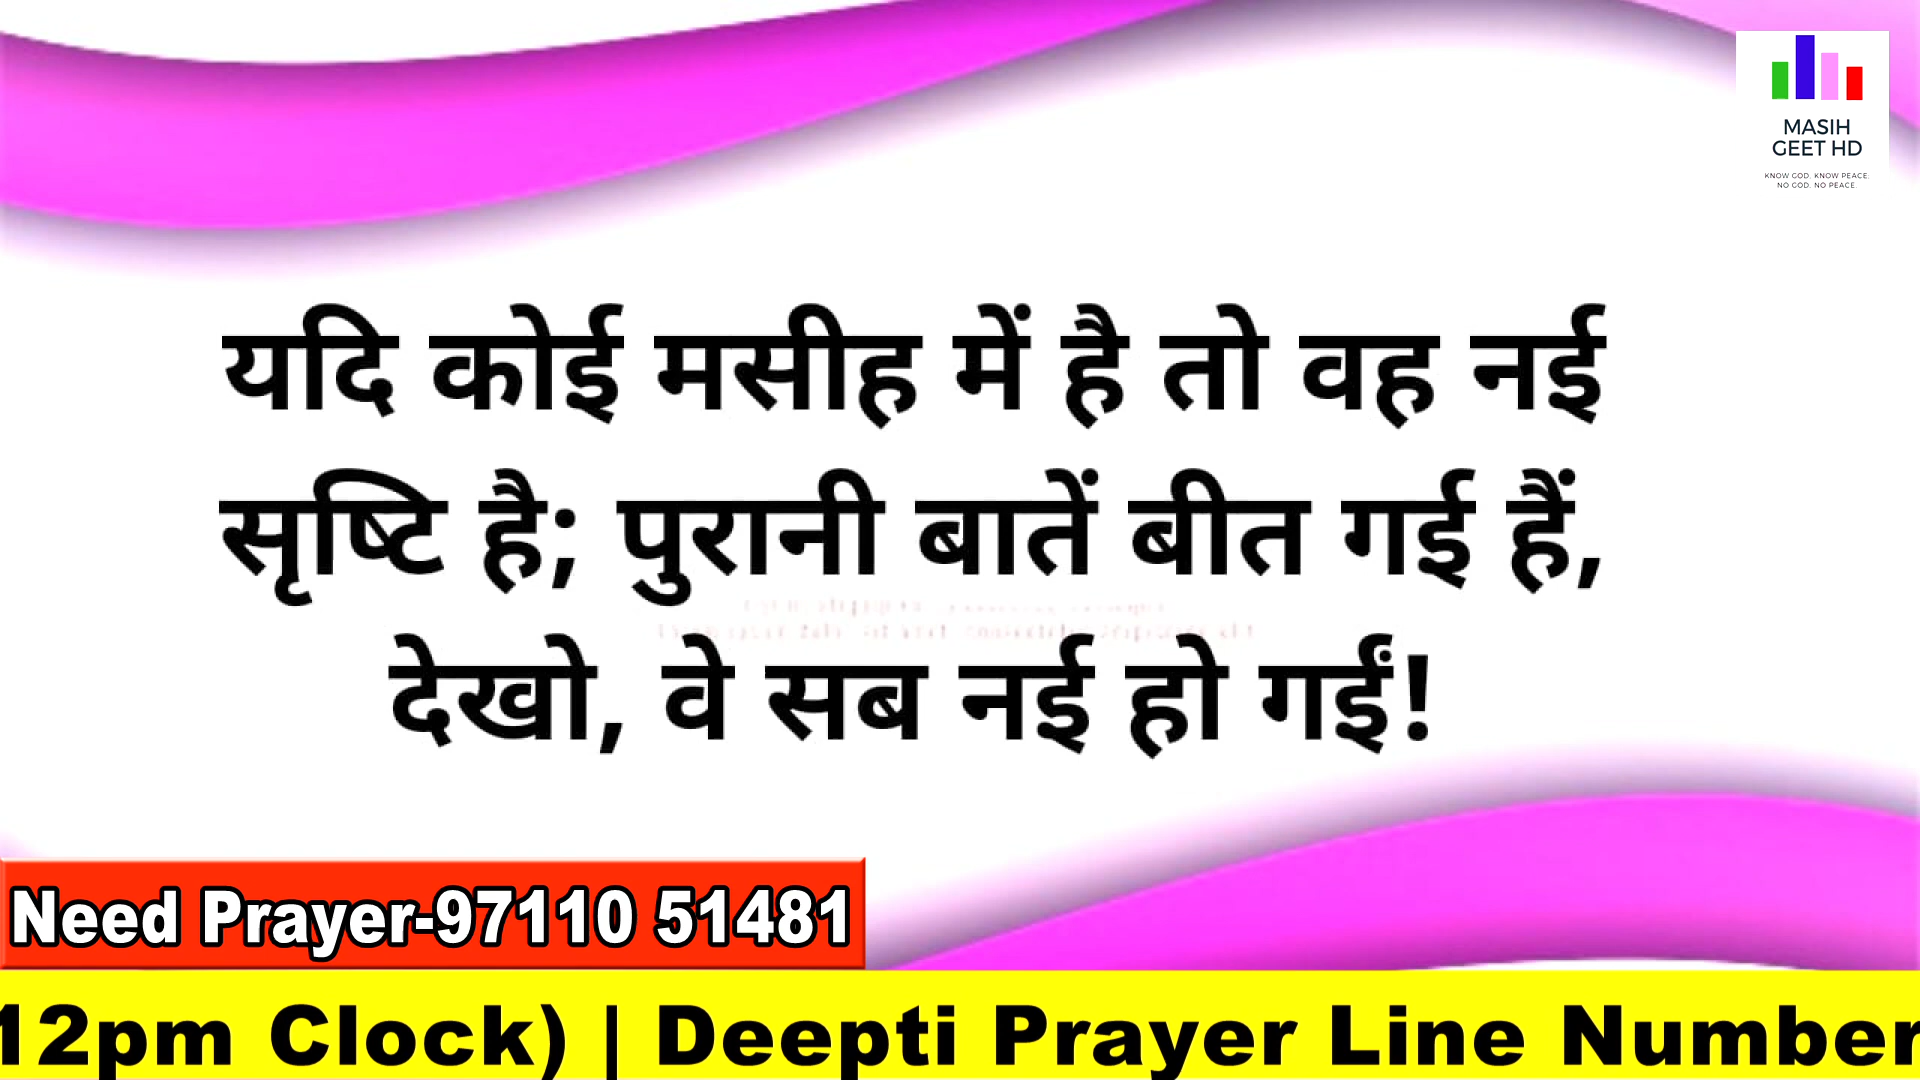 MASIH
GEET HD
KNOW GOD. KNOW PEACE.
NO GOD. NO PEACE.
यदि कोई मसीह में है तो वह नई
सृष्टि है; पुरानी बातें बीत गई हैं,
देखो, वे सब नई हो गईं!
Need Prayer-97110 51481
12pm Clock) | Deepti Prayer Line Number